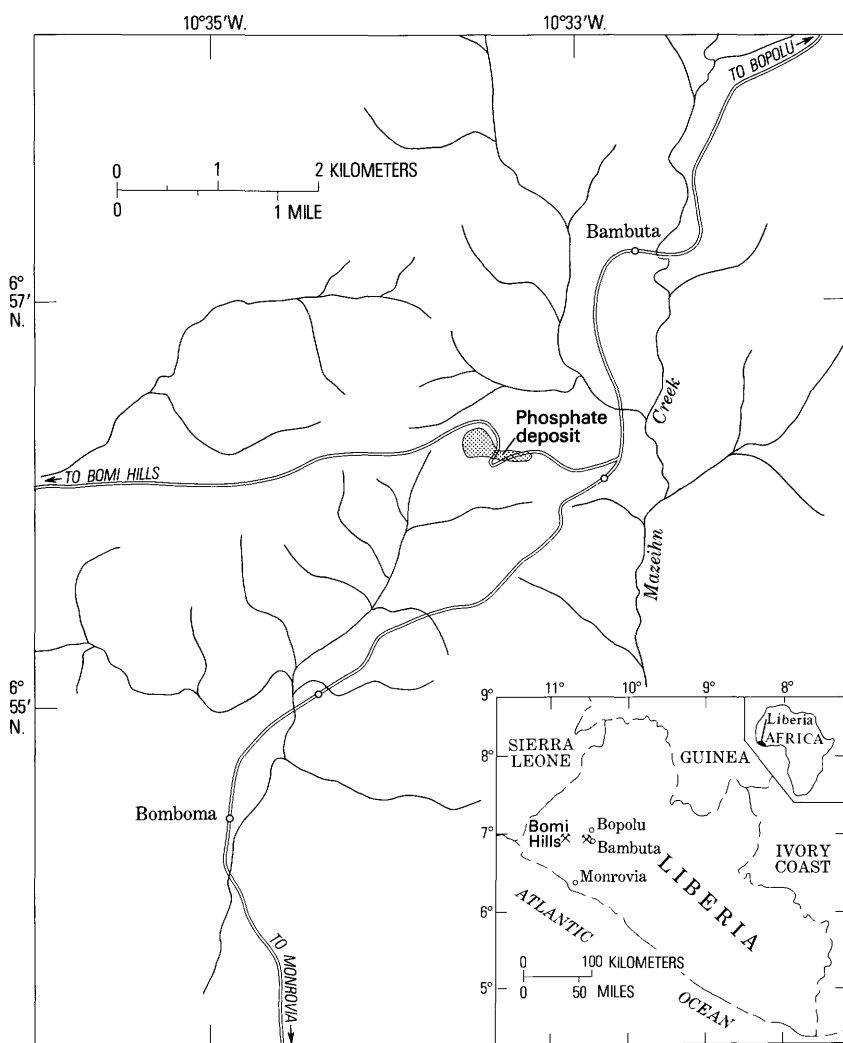 10°35'W.
10°33'W.
TO BOPOLU
0 1 2 KILOMETERS
0 1 MILE
Bambuta
6°
57'
N.
Creek
Phosphate
deposit
TO BOMI HILLS
Mazeihn
6°
55'
N.
Bomboma
TO MONROVIA
11° 10° 9° 8°
9°
8°
7°
6°
5°
SIERRA
LEONE
GUINEA
Liberia
AFRICA
Bomi
Hills
Bopolu
Bambuta
IVORY
COAST
Monrovia
LIBERIA
ATLANTIC
OCEAN
0 100 KILOMETERS
0 50 MILES